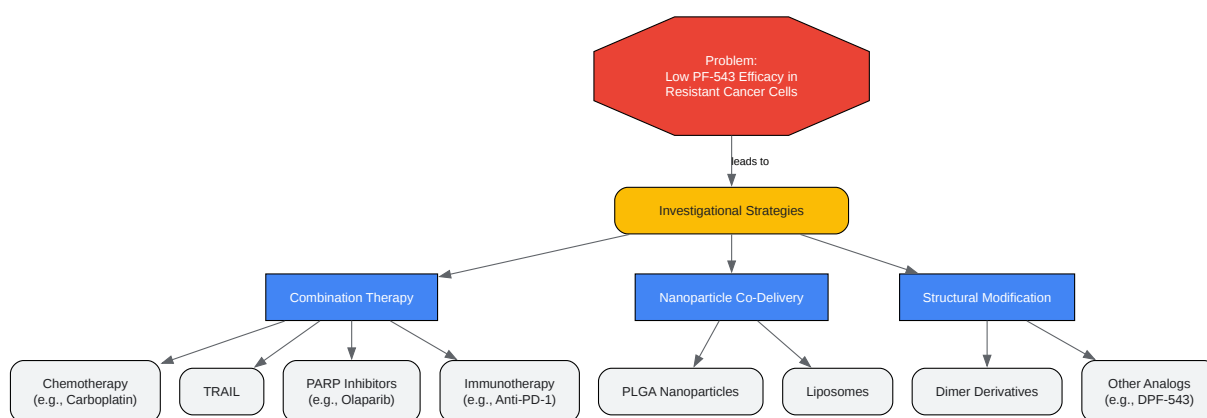 Problem:
Low PF-543 Efficacy in
Resistant Cancer Cells
leads to
Investigational Strategies
Combination Therapy
Nanoparticle Co-Delivery
Structural Modification
Chemotherapy
(e.g., Carboplatin)
TRAIL
PARP Inhibitors
(e.g., Olaparib)
Immunotherapy
(e.g., Anti-PD-1)
PLGA Nanoparticles
Liposomes
Dimer Derivatives
Other Analogs
(e.g., DPF-543)